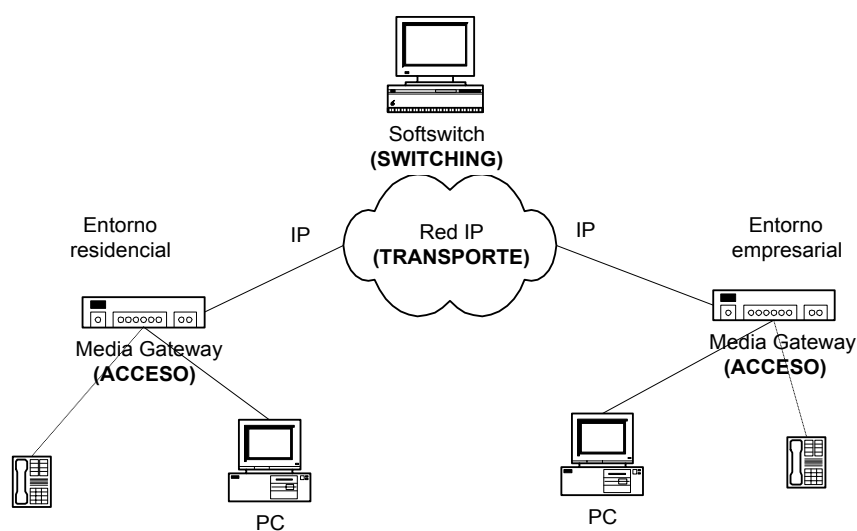 Softswitch
(SWITCHING)
Entorno
residencial
IP
Red IP
(TRANSPORTE)
IP
Entorno
empresarial
Media Gateway
(ACCESO)
Media Gateway
(ACCESO)
PC
PC